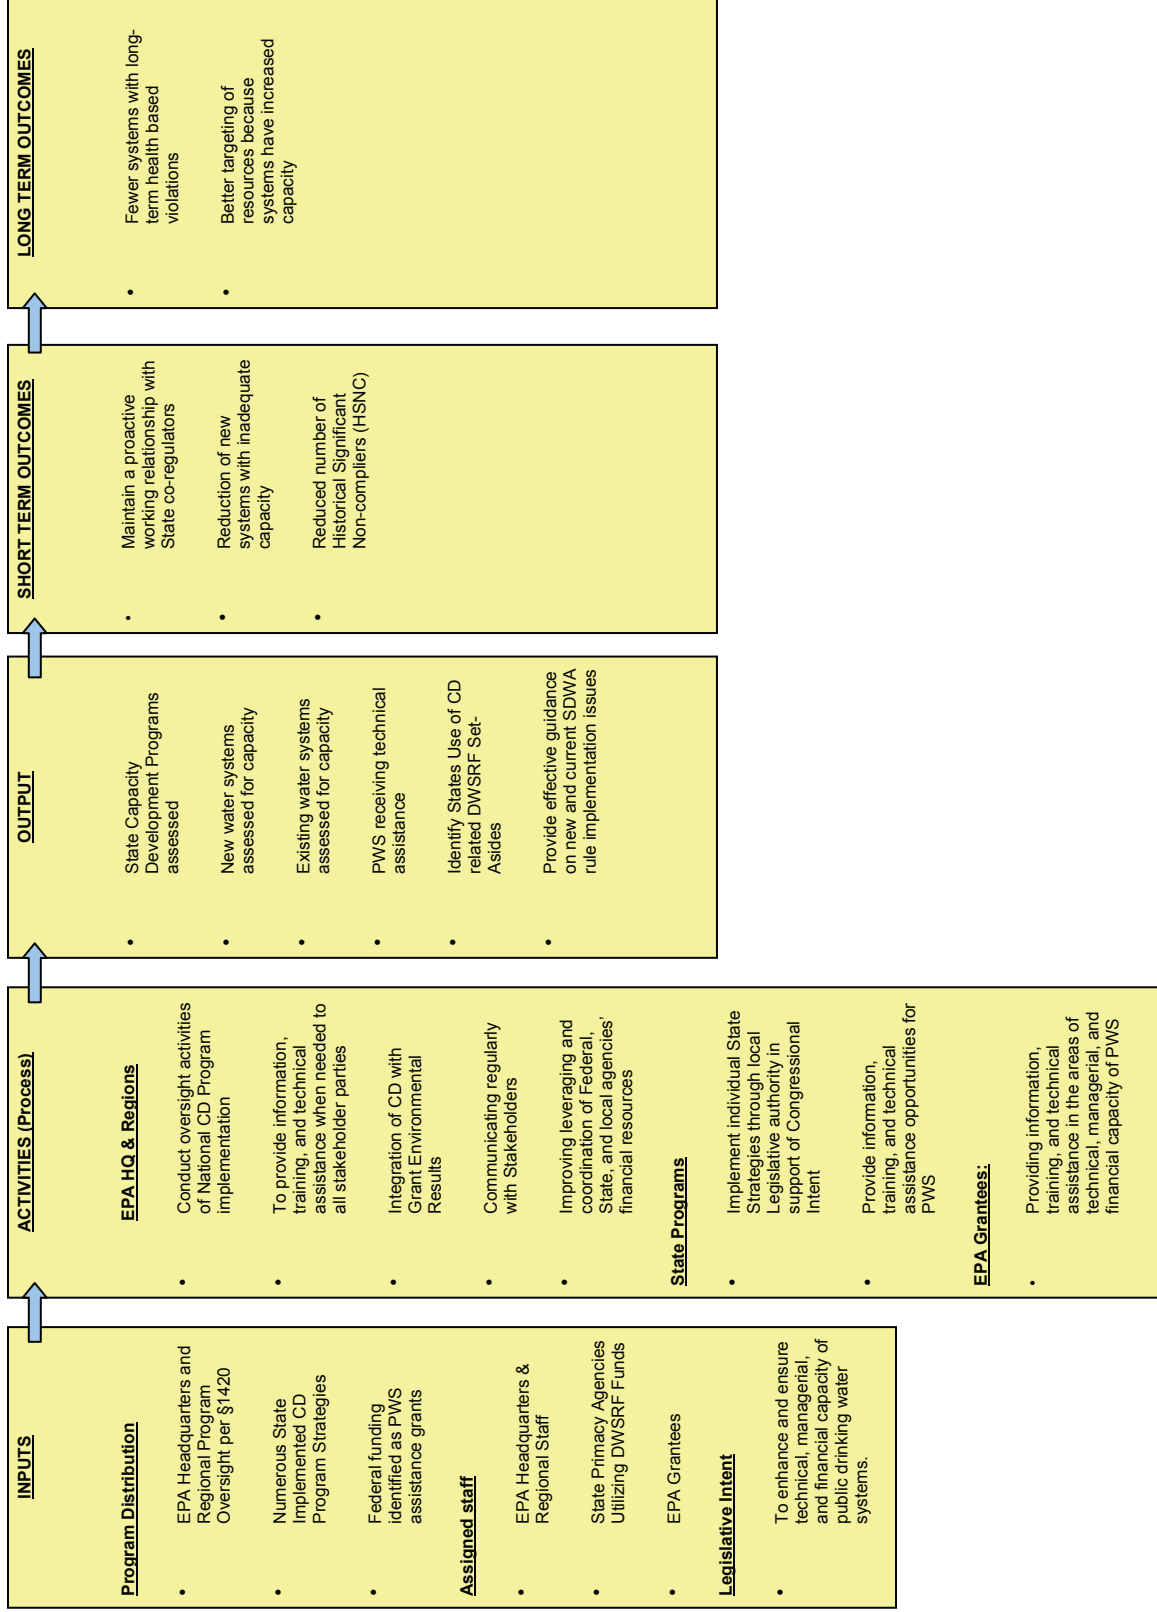 INPUTS
Program Distribution
• EPA Headquarters and
Regional Program
Oversight per §1420
• Numerous State
Implemented CD
Program Strategies
• Federal funding
identified as PWS
assistance grants
Assigned staff
• EPA Headquarters &
Regional Staff
• State Primacy Agencies
Utilizing DWSRF Funds
• EPA Grantees
Legislative Intent
• To enhance and ensure
technical, managerial,
and financial capacity of
public drinking water
systems.
ACTIVITIES (Process)
EPA HQ & Regions
• Conduct oversight activities
of National CD Program
implementation
• To provide information,
training, and technical
assistance when needed to
all stakeholder parties
• Integration of CD with
Grant Environmental
Results
• Communicating regularly
with Stakeholders
• Improving leveraging and
coordination of Federal,
State, and local agencies’
financial resources
State Programs
• Implement individual State
Strategies through local
Legislative authority in
support of Congressional
Intent
• Provide information,
training, and technical
assistance opportunities for
PWS
EPA Grantees:
• Providing information,
training, and technical
assistance in the areas of
technical, managerial, and
financial capacity of PWS
OUTPUT
• State Capacity
Development Programs
assessed
• New water systems
assessed for capacity
• Existing water systems
assessed for capacity
• PWS receiving technical
assistance
• Identify States Use of CD
related DWSRF Set-
Asides
• Provide effective guidance
on new and current SDWA
rule implementation issues
SHORT TERM OUTCOMES
• Maintain a proactive
working relationship with
State co-regulators
• Reduction of new
systems with inadequate
capacity
• Reduced number of
Historical Significant
Non-compliers (HSNC)
LONG TERM OUTCOMES
• Fewer systems with long-
term health based
violations
• Better targeting of
resources because
systems have increased
capacity